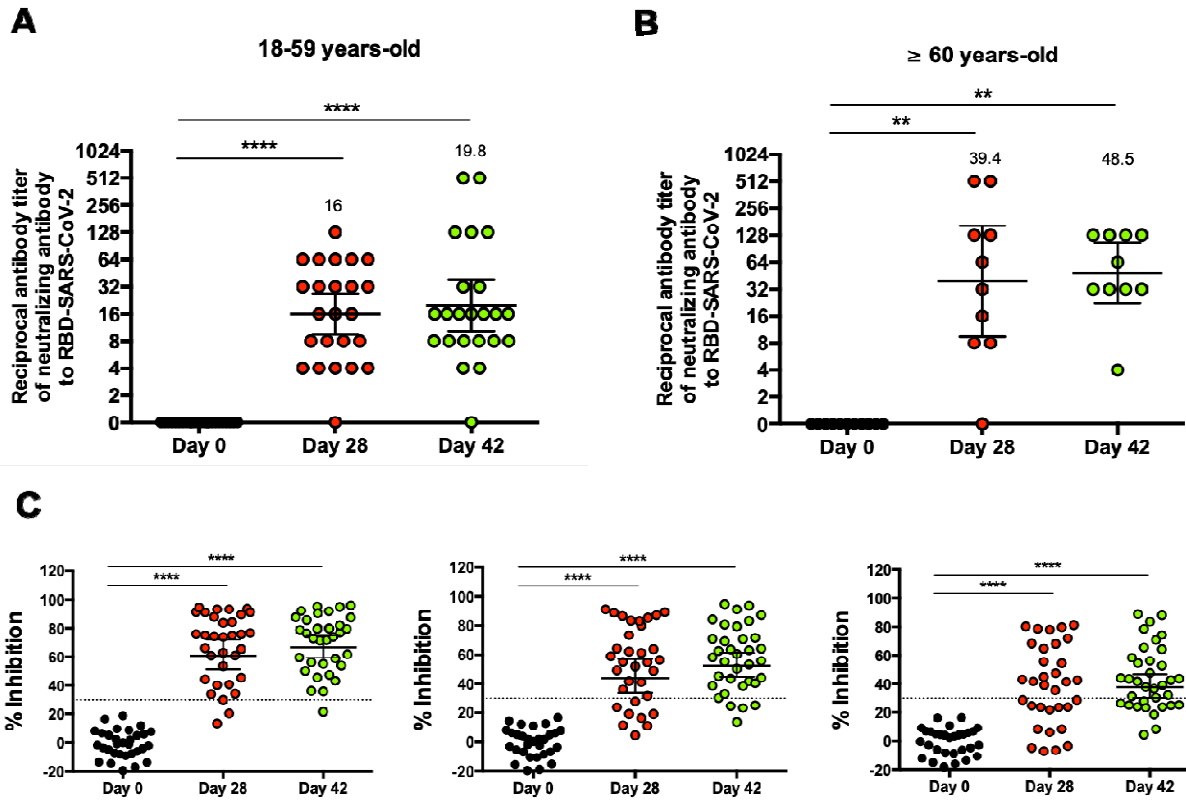 A
18-59 years-old
****
****
Reciprocal antibody titer
of neutralizing antibody
to RBD-SARS-CoV-2
1024
512
256
128
64
32
16
8
4
2
0
16
19.8
Day 0
Day 28
Day 42
B
≥ 60 years-old
**
**
Reciprocal antibody titer
of neutralizing antibody
to RBD-SARS-CoV-2
1024
512
256
128
64
32
16
8
4
2
0
39.4
48.5
Day 0
Day 28
Day 42
C
****
****
% Inhibition
120
100
80
60
40
20
0
-20
Day 0
Day 28
Day 42
****
****
% Inhibition
120
100
80
60
40
20
0
-20
Day 0
Day 28
Day 42
****
****
% Inhibition
120
100
80
60
40
20
0
-20
Day 0
Day 28
Day 42